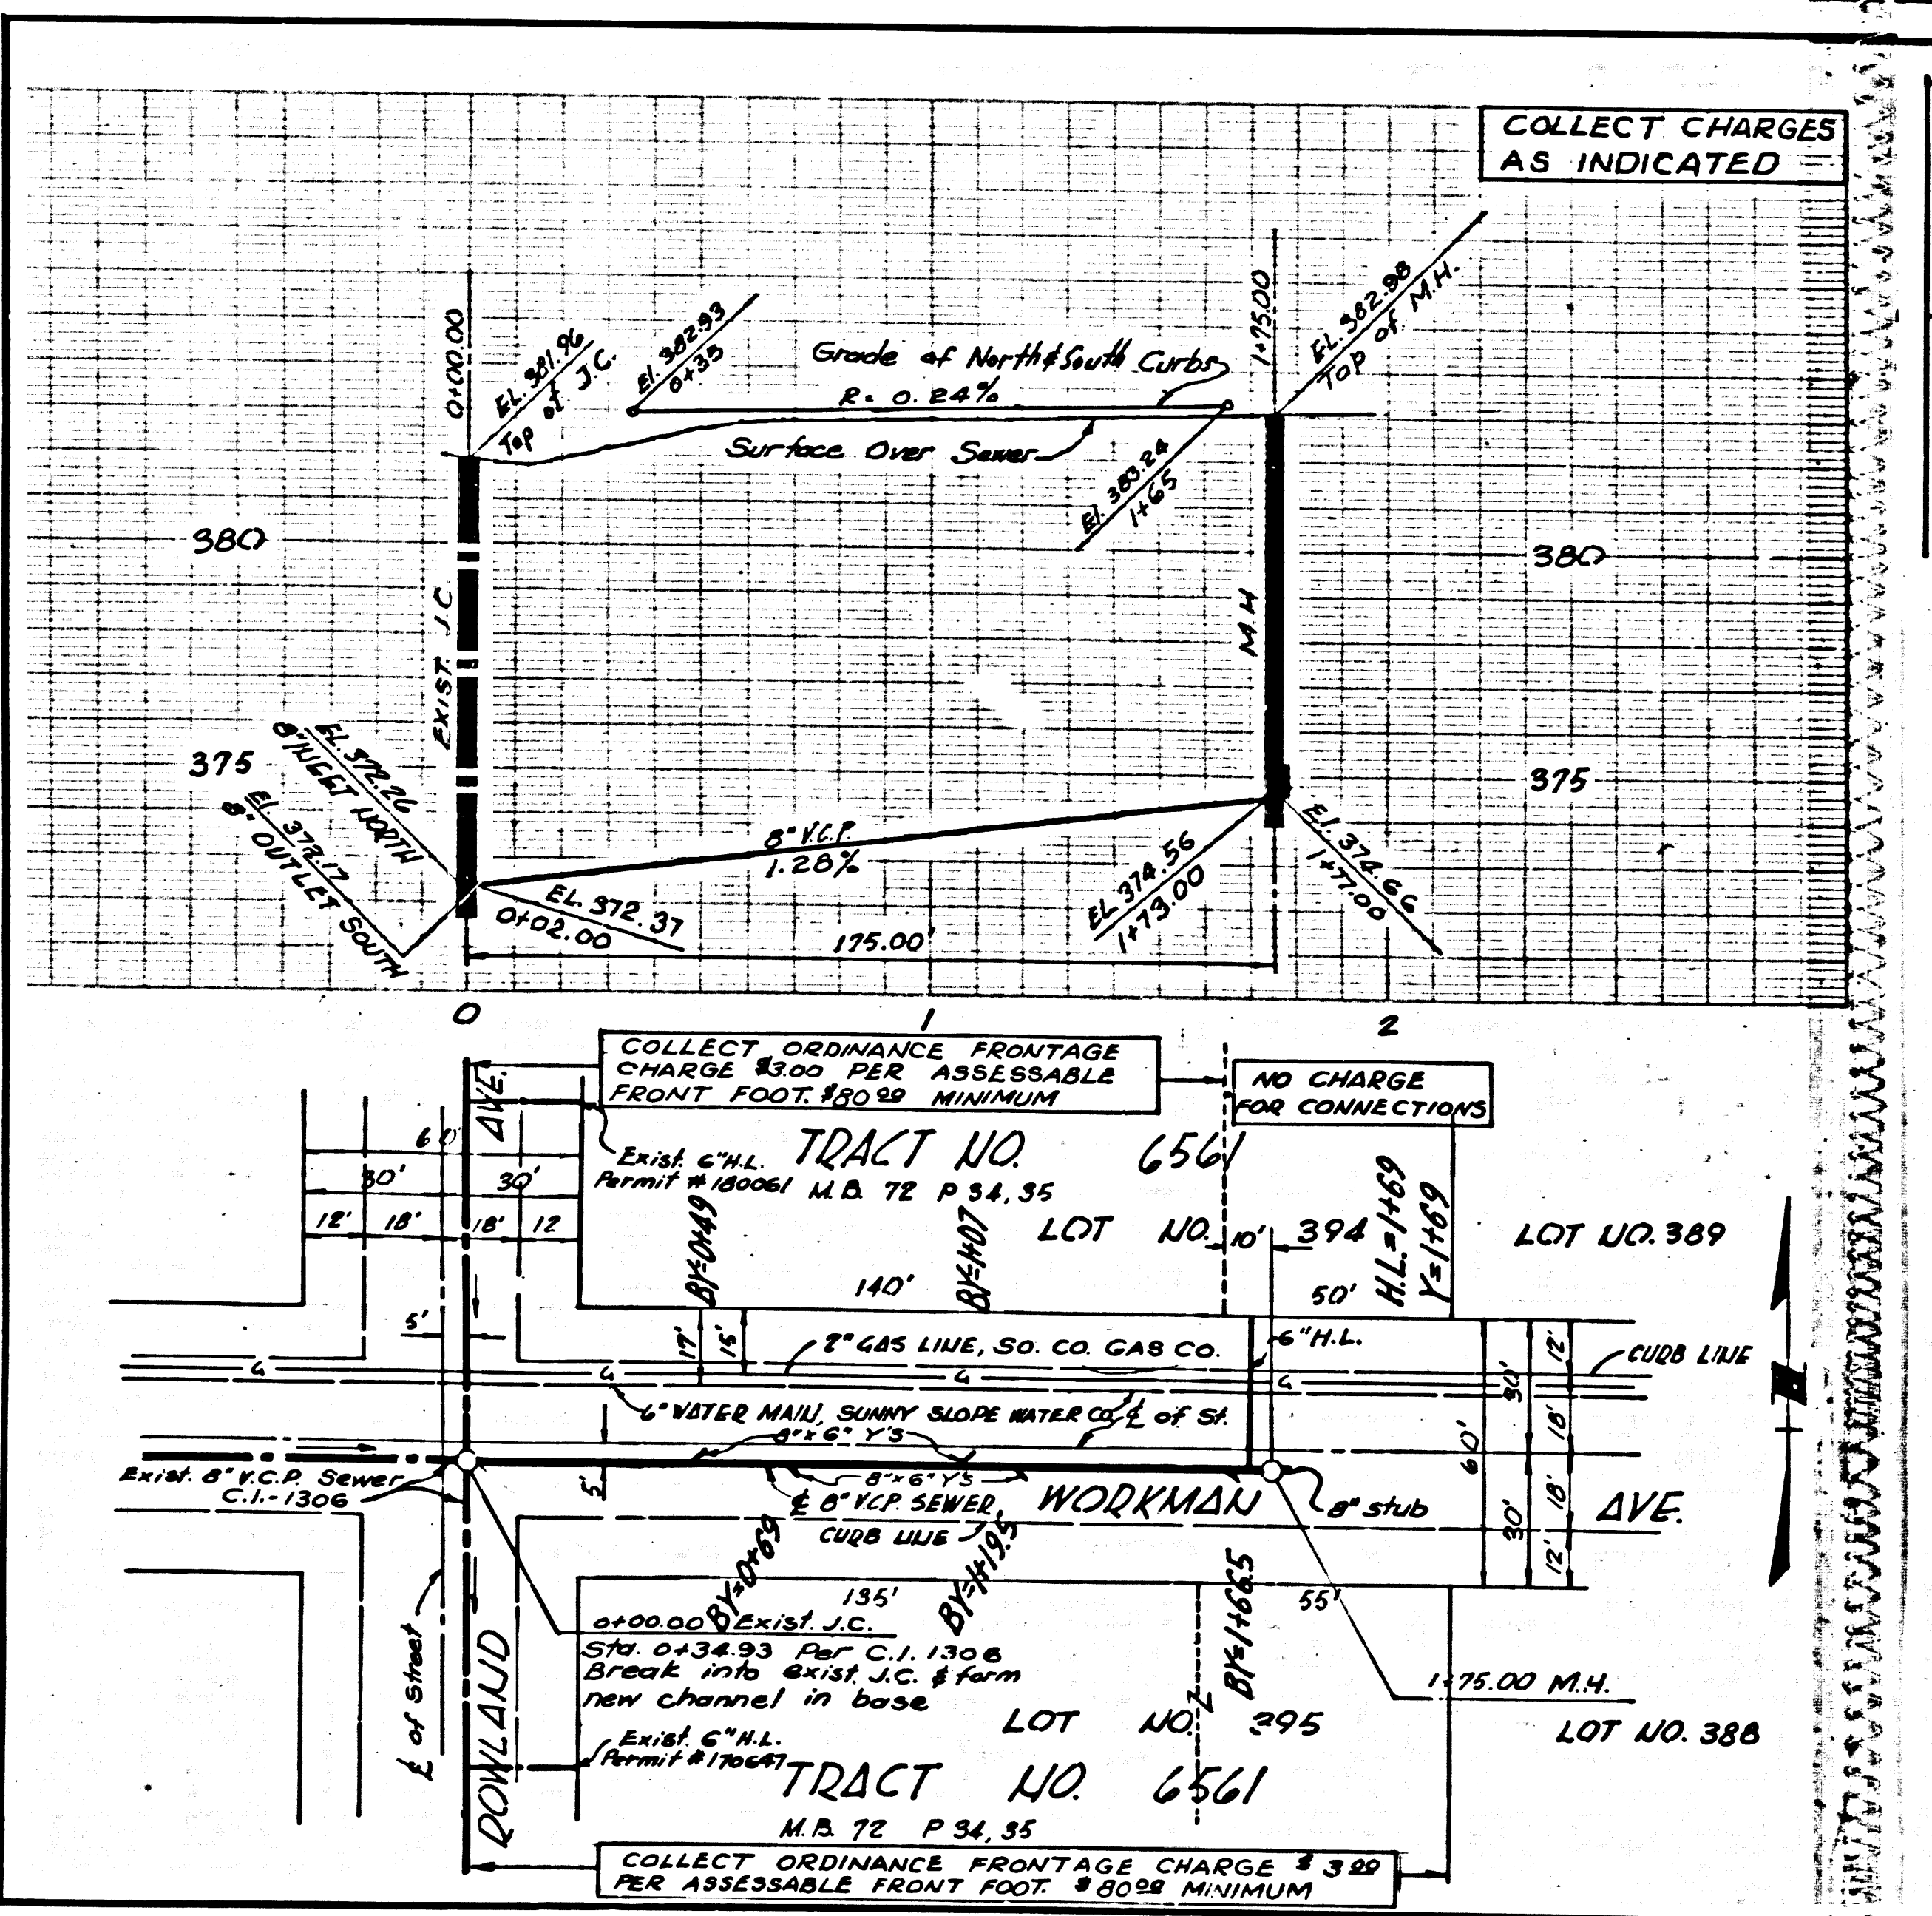 COLLECT CHARGES
AS INDICATED
0+00.00
EL. 381.96
Top of J.C.
El. 382.93
0+35
Grade of North & South Curbs
R = 0.24%
Surface Over Sewer
1+75.00
EL. 382.98
Top of M.H.
El. 383.24
1+65
380
380
EXIST. J.C
M.H
375
375
EL. 372.26
8" INLET NORTH
EL. 372.17
8" OUTLET SOUTH
8" V.C.P.
1.28%
EL. 372.37
0+02.00
175.00'
EL. 374.56
1+73.00
El. 374.66
1+77.00
0
1
2
COLLECT ORDINANCE FRONTAGE
CHARGE $3.00 PER ASSESSABLE
FRONT FOOT. $80.00 MINIMUM
NO CHARGE
FOR CONNECTIONS
AVE.
60'
30'
30'
12'
18'
18'
12
Exist. 6" H.L.
Permit # 180061
TRACT NO. 6561
M.B. 72 P 34, 35
BY=0+49
BY=1+07
LOT NO. 394
10'
H.L.=1+69
Y=1+69
LOT NO. 389
140'
50'
5'
17'
15'
2" GAS LINE, SO. CO. GAS CO.
6" H.L.
CURB LINE
G
G
G
G
6" WATER MAIN, SUNNY SLOPE WATER CO.
℄ of St.
8" x 6" Y'S
30'
12'
18'
60'
Exist. 8" V.C.P. Sewer
C.I.-1306
5'
8" x 6" Y'S
℄ 8" V.C.P. SEWER
CURB LINE
WORKMAN AVE.
8" stub
30'
18'
12'
BY=0+69
BY=1+19.5
BY=1+66.5
135'
55'
0+00.00 Exist. J.C.
Sta. 0+34.93 Per C.I. 1306
Break into exist. J.C. & form
new channel in base
℄ of street
ROWLAND
1+75.00 M.H.
LOT NO. 395
LOT NO. 388
Exist. 6" H.L.
Permit # 170647
TRACT NO. 6561
M.B. 72 P 34, 35
COLLECT ORDINANCE FRONTAGE CHARGE $3.00
PER ASSESSABLE FRONT FOOT. $80.00 MINIMUM